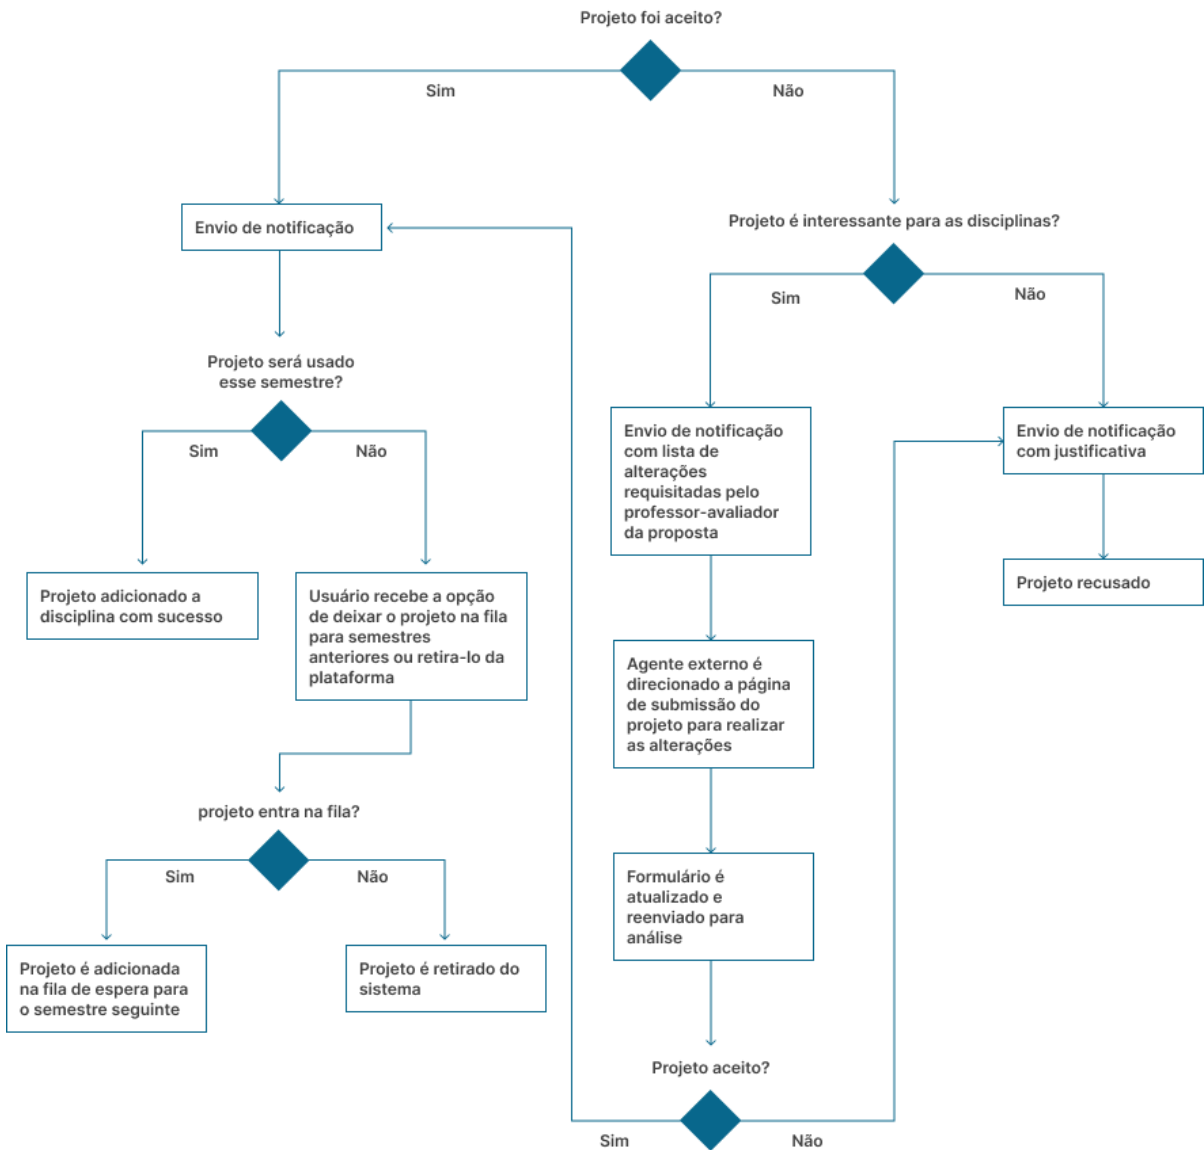 Projeto foi aceito?
Sim
Não
Envio de notificação
Projeto é interessante para as disciplinas?
Sim
Não
Projeto será usado
esse semestre?
Sim
Não
Envio de notificação
com lista de
alterações
requisitadas pelo
professor-avaliador
da proposta
Envio de notificação
com justificativa
Projeto adicionado a
disciplina com sucesso
Usuário recebe a opção
de deixar o projeto na fila
para semestres
anteriores ou retira-lo da
plataforma
Projeto recusado
Agente externo é
direcionado a página
de submissão do
projeto para realizar
as alterações
projeto entra na fila?
Sim
Não
Formulário é
atualizado e
reenviado para
análise
Projeto é adicionada
na fila de espera para
o semestre seguinte
Projeto é retirado do
sistema
Projeto aceito?
Sim
Não